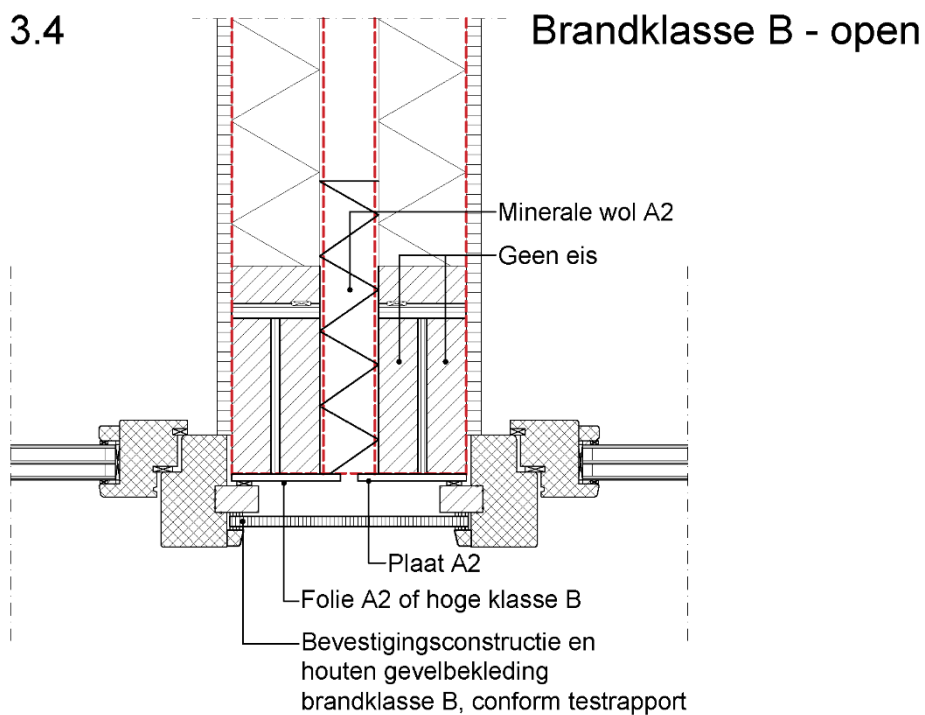 3.4
Brandklasse B - open
Minerale wol A2
Geen eis
Plaat A2
Folie A2 of hoge klasse B
Bevestigingsconstructie en
houten gevelbekleding
brandklasse B, conform testrapport